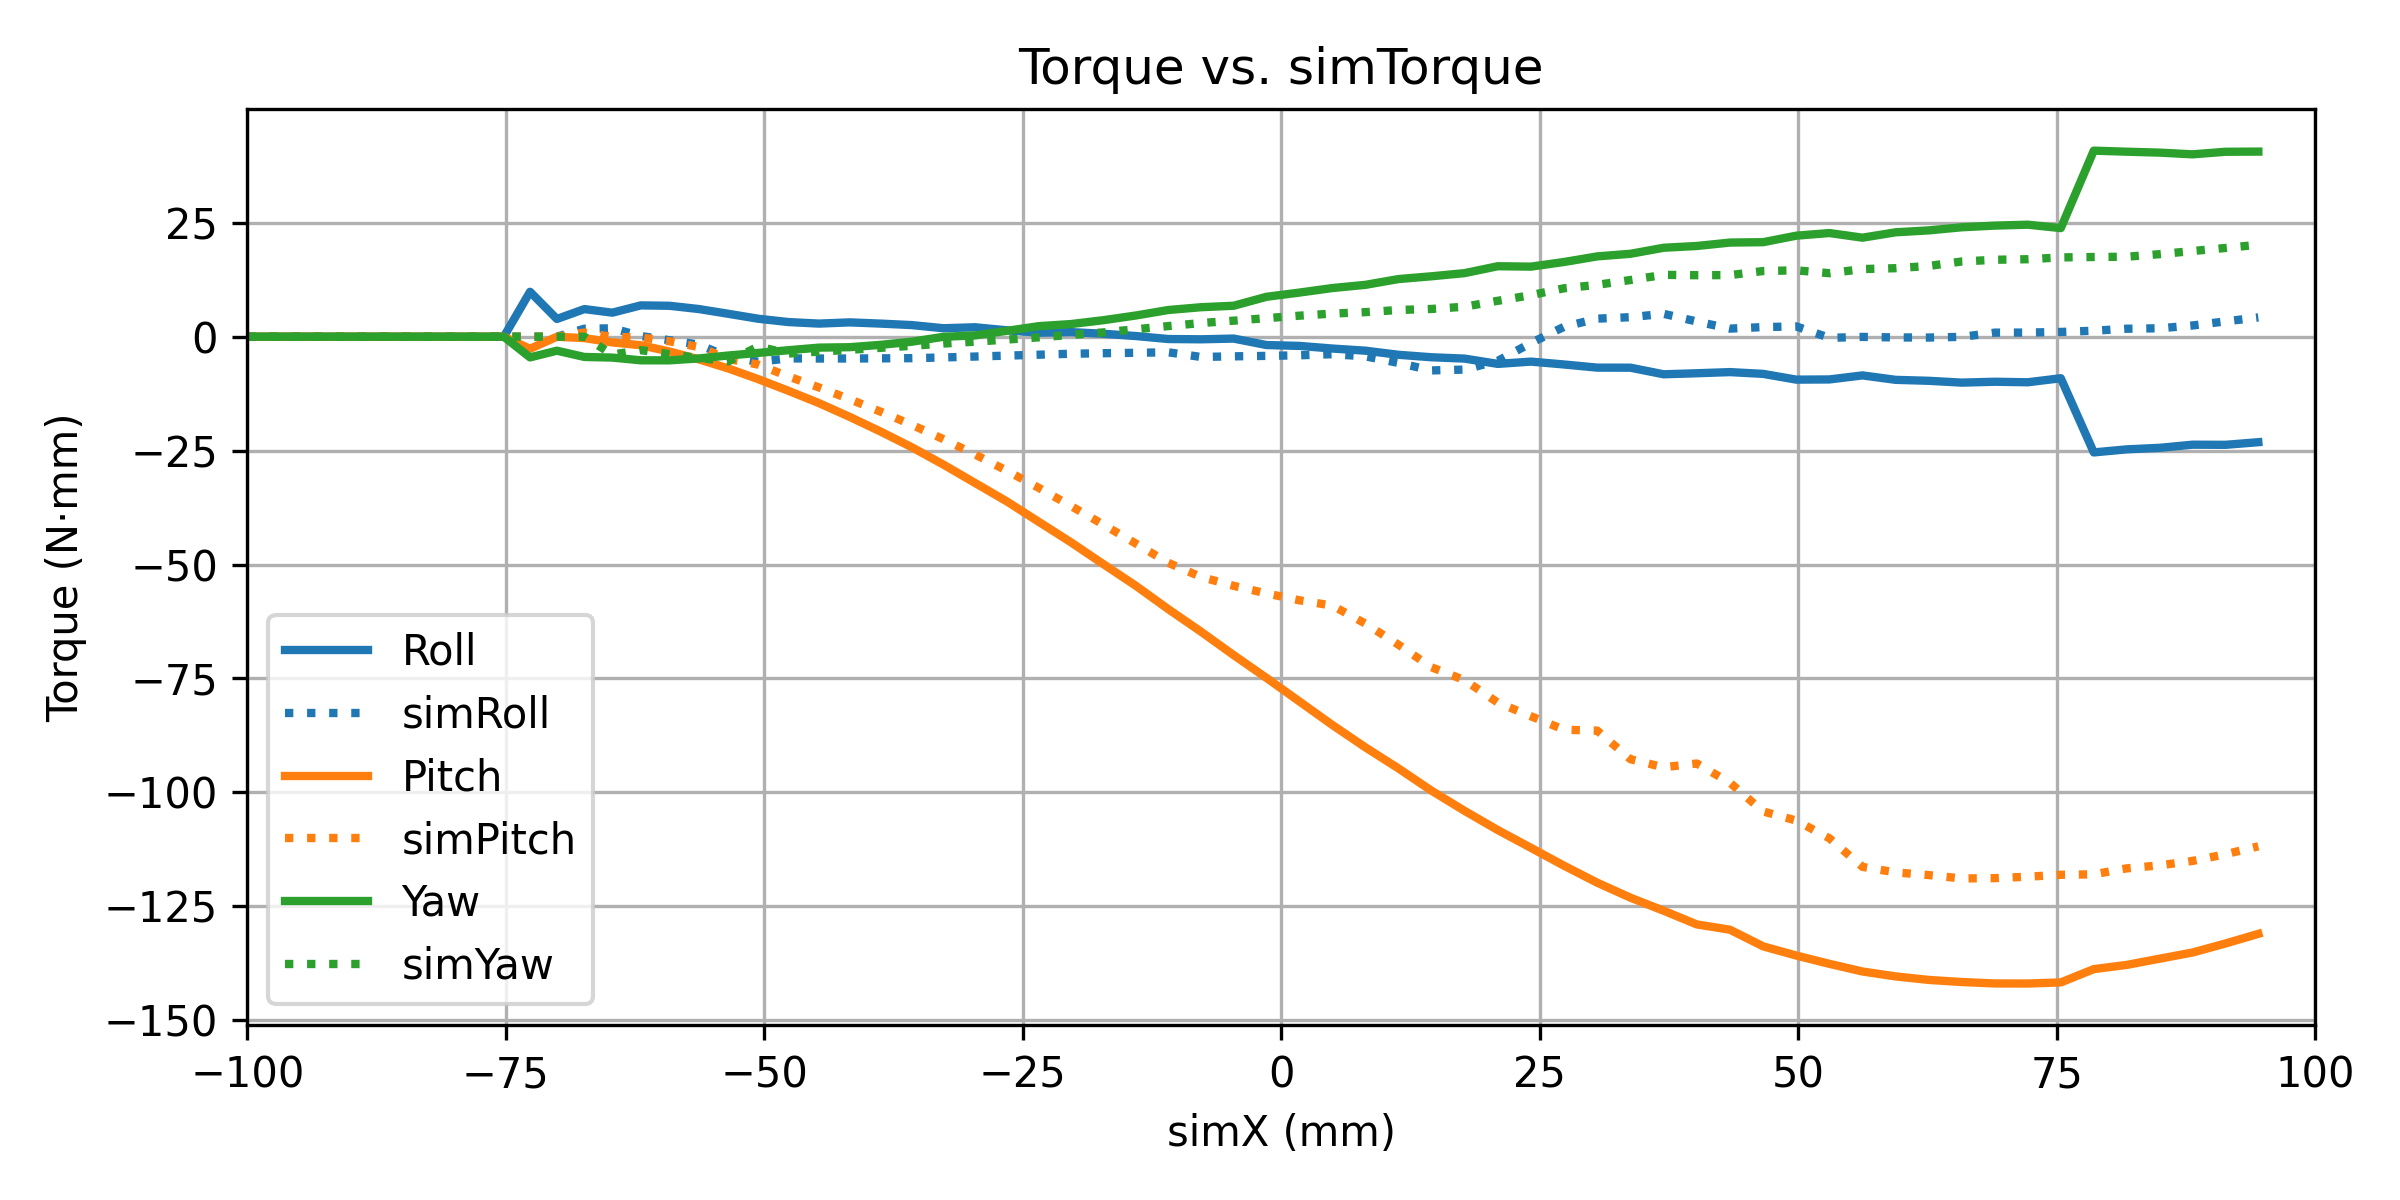 Torque vs. simTorque
Torque (N·mm)
25
0
−25
−50
−75
−100
−125
−150
Roll
simRoll
Pitch
simPitch
Yaw
simYaw
−100 −75 −50 −25 0 25 50 75 100
simX (mm)